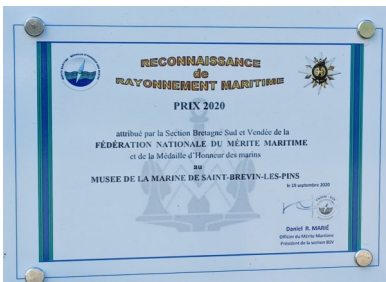 RECONNAISSANCE
de
RAYONNEMENT MARITIME
PRIX 2020
attribué par la Section Bretagne Sud et Vendée de la
FÉDÉRATION NATIONALE DU MÉRITE MARITIME
et de la Médaille d'Honneur des marins
au
MUSEE DE LA MARINE DE SAINT-BREVIN-LES-PINS
le 10 septembre 2020
Daniel R. MARIÉ
Officier du Mérite Maritime
Président de la section BSV